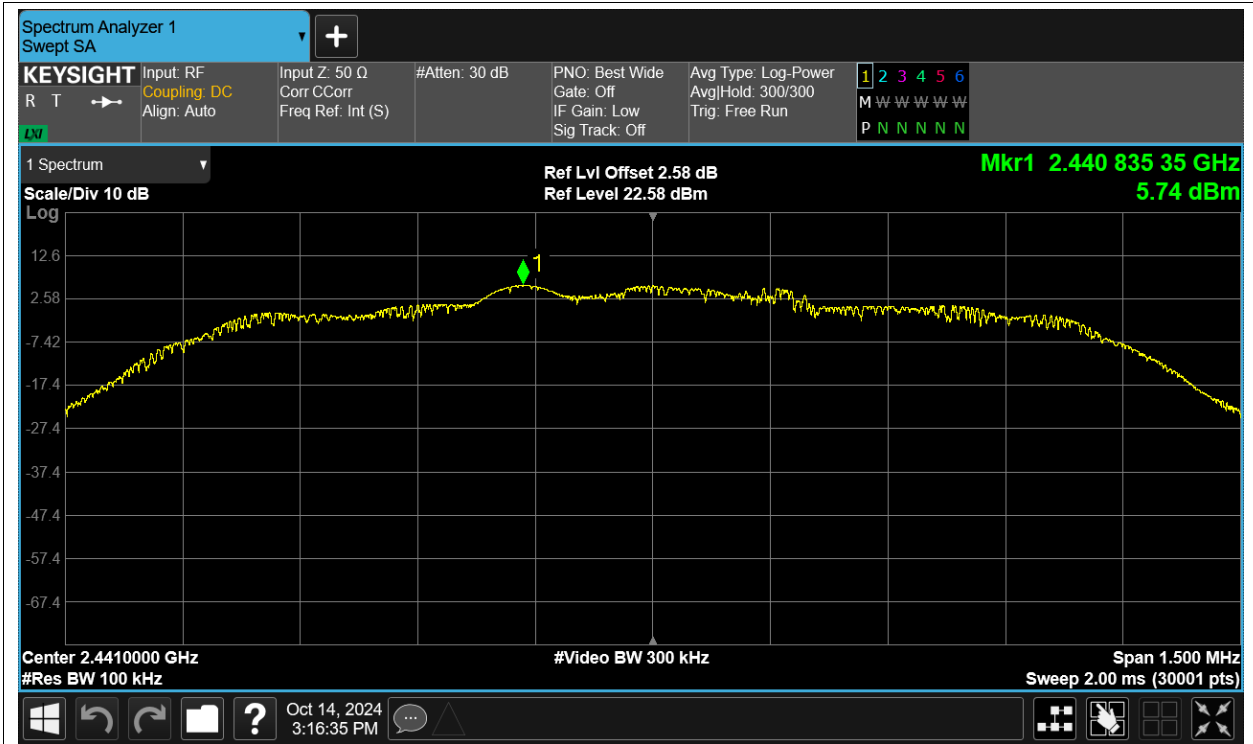 Spectrum Analyzer 1
Swept SA
+
KEYSIGHT
R T
LXI
Input: RF
Coupling: DC
Align: Auto
Input Z: 50 Ω
Corr CCorr
Freq Ref: Int (S)
#Atten: 30 dB
PNO: Best Wide
Gate: Off
IF Gain: Low
Sig Track: Off
Avg Type: Log-Power
Avg|Hold: 300/300
Trig: Free Run
1 2 3 4 5 6
M W W W W W
P N N N N N
1 Spectrum
Scale/Div 10 dB
Log
Ref Lvl Offset 2.58 dB
Ref Level 22.58 dBm
Mkr1 2.440 835 35 GHz
5.74 dBm
1
12.6
2.58
-7.42
-17.4
-27.4
-37.4
-47.4
-57.4
-67.4
Center 2.4410000 GHz
#Video BW 300 kHz
Span 1.500 MHz
#Res BW 100 kHz
Sweep 2.00 ms (30001 pts)
?
Oct 14, 2024
3:16:35 PM